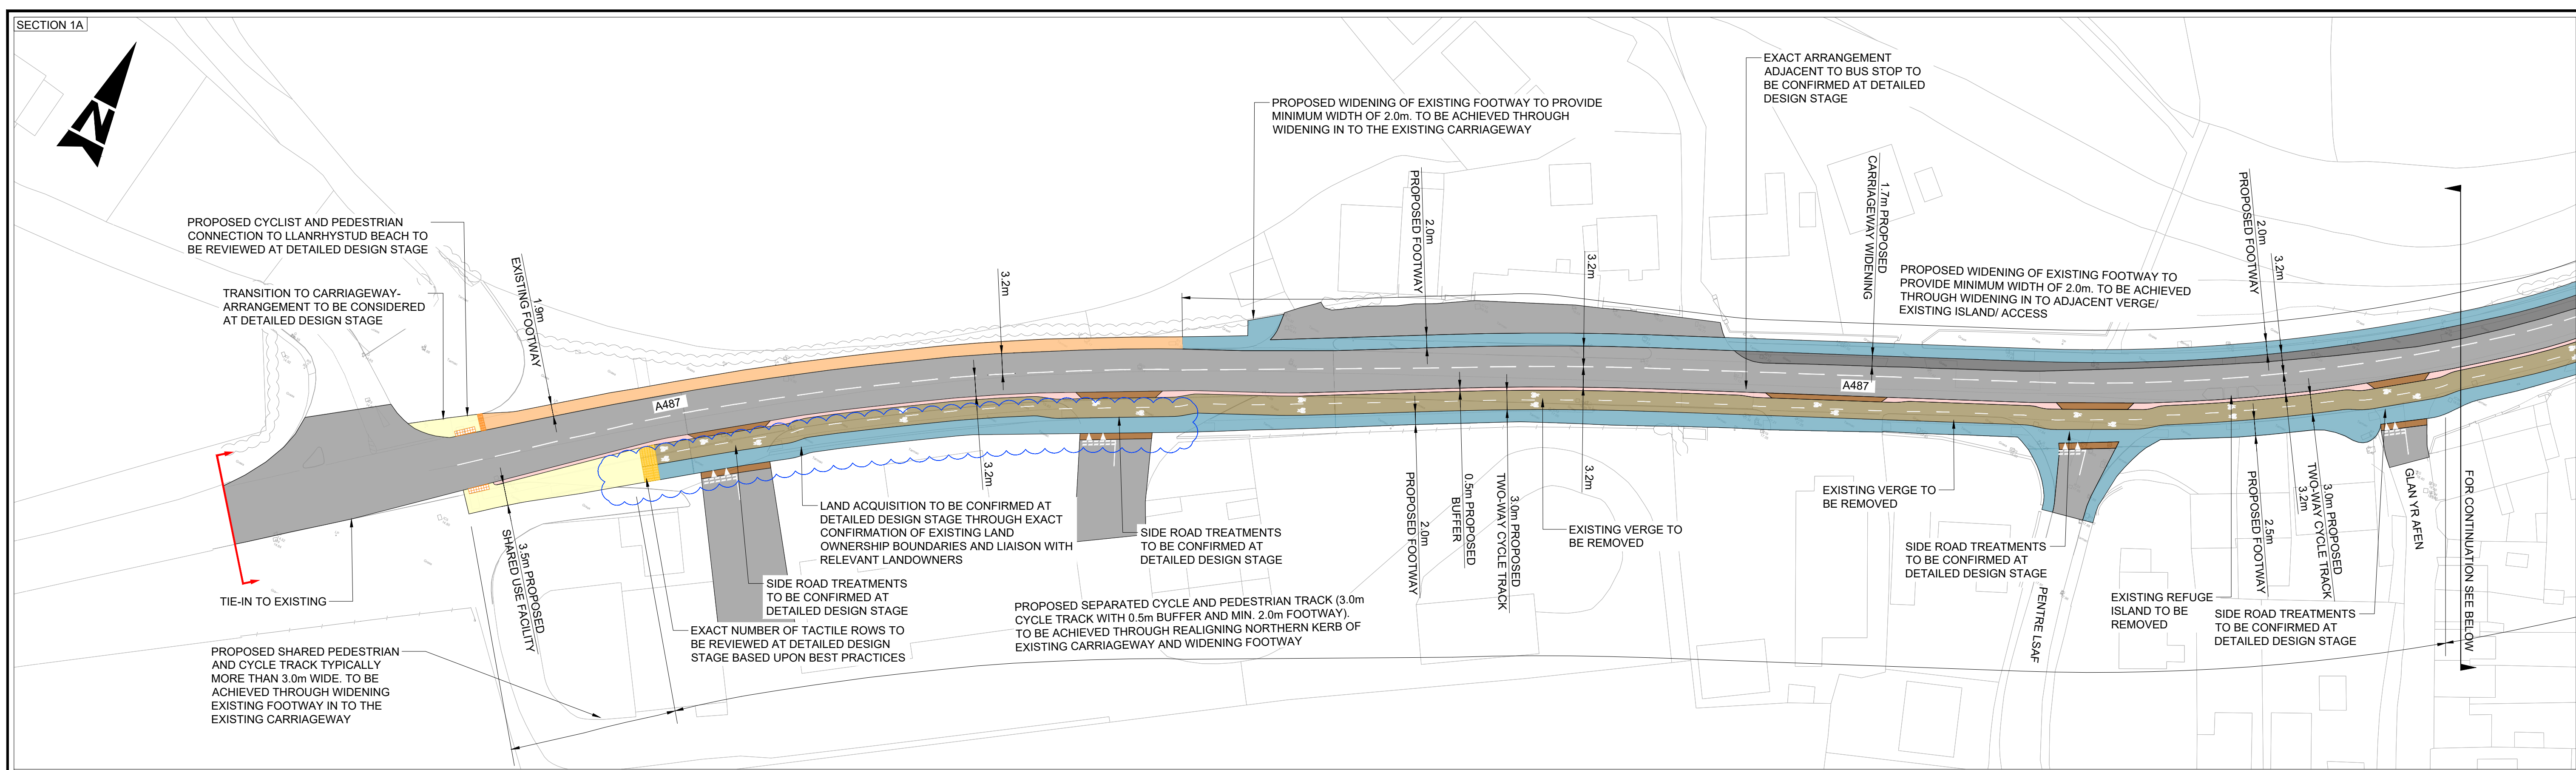 SECTION 1A
N
PROPOSED CYCLIST AND PEDESTRIAN
CONNECTION TO LLANRHYSTUD BEACH TO
BE REVIEWED AT DETAILED DESIGN STAGE
TRANSITION TO CARRIAGEWAY-
ARRANGEMENT TO BE CONSIDERED
AT DETAILED DESIGN STAGE
1.9m
EXISTING FOOTWAY
3.2m
PROPOSED WIDENING OF EXISTING FOOTWAY TO PROVIDE
MINIMUM WIDTH OF 2.0m. TO BE ACHIEVED THROUGH
WIDENING IN TO THE EXISTING CARRIAGEWAY
2.0m
PROPOSED FOOTWAY
3.2m
EXACT ARRANGEMENT
ADJACENT TO BUS STOP TO
BE CONFIRMED AT DETAILED
DESIGN STAGE
1.7m PROPOSED
CARRIAGEWAY WIDENING
PROPOSED WIDENING OF EXISTING FOOTWAY TO
PROVIDE MINIMUM WIDTH OF 2.0m. TO BE ACHIEVED
THROUGH WIDENING IN TO ADJACENT VERGE/
EXISTING ISLAND/ ACCESS
2.0m
PROPOSED FOOTWAY
3.2m
A487
A487
TIE-IN TO EXISTING
PROPOSED SHARED PEDESTRIAN
AND CYCLE TRACK TYPICALLY
MORE THAN 3.0m WIDE. TO BE
ACHIEVED THROUGH WIDENING
EXISTING FOOTWAY IN TO THE
EXISTING CARRIAGEWAY
3.5m PROPOSED
SHARED USE FACILITY
EXACT NUMBER OF TACTILE ROWS TO
BE REVIEWED AT DETAILED DESIGN
STAGE BASED UPON BEST PRACTICES
SIDE ROAD TREATMENTS
TO BE CONFIRMED AT
DETAILED DESIGN STAGE
LAND ACQUISITION TO BE CONFIRMED AT
DETAILED DESIGN STAGE THROUGH EXACT
CONFIRMATION OF EXISTING LAND
OWNERSHIP BOUNDARIES AND LIAISON WITH
RELEVANT LANDOWNERS
3.2m
PROPOSED SEPARATED CYCLE AND PEDESTRIAN TRACK (3.0m
CYCLE TRACK WITH 0.5m BUFFER AND MIN. 2.0m FOOTWAY).
TO BE ACHIEVED THROUGH REALIGNING NORTHERN KERB OF
EXISTING CARRIAGEWAY AND WIDENING FOOTWAY
SIDE ROAD TREATMENTS
TO BE CONFIRMED AT
DETAILED DESIGN STAGE
2.0m
PROPOSED FOOTWAY
0.5m PROPOSED
BUFFER
3.0m PROPOSED
TWO-WAY CYCLE TRACK
3.2m
EXISTING VERGE TO
BE REMOVED
EXISTING VERGE TO
BE REMOVED
SIDE ROAD TREATMENTS
TO BE CONFIRMED AT
DETAILED DESIGN STAGE
PENTRE LSAF
EXISTING REFUGE
ISLAND TO BE
REMOVED
2.5m
PROPOSED FOOTWAY
3.2m
3.0m PROPOSED
TWO-WAY CYCLE TRACK
SIDE ROAD TREATMENTS
TO BE CONFIRMED AT
DETAILED DESIGN STAGE
GLAN YR AFEN
FOR CONTINUATION SEE BELOW